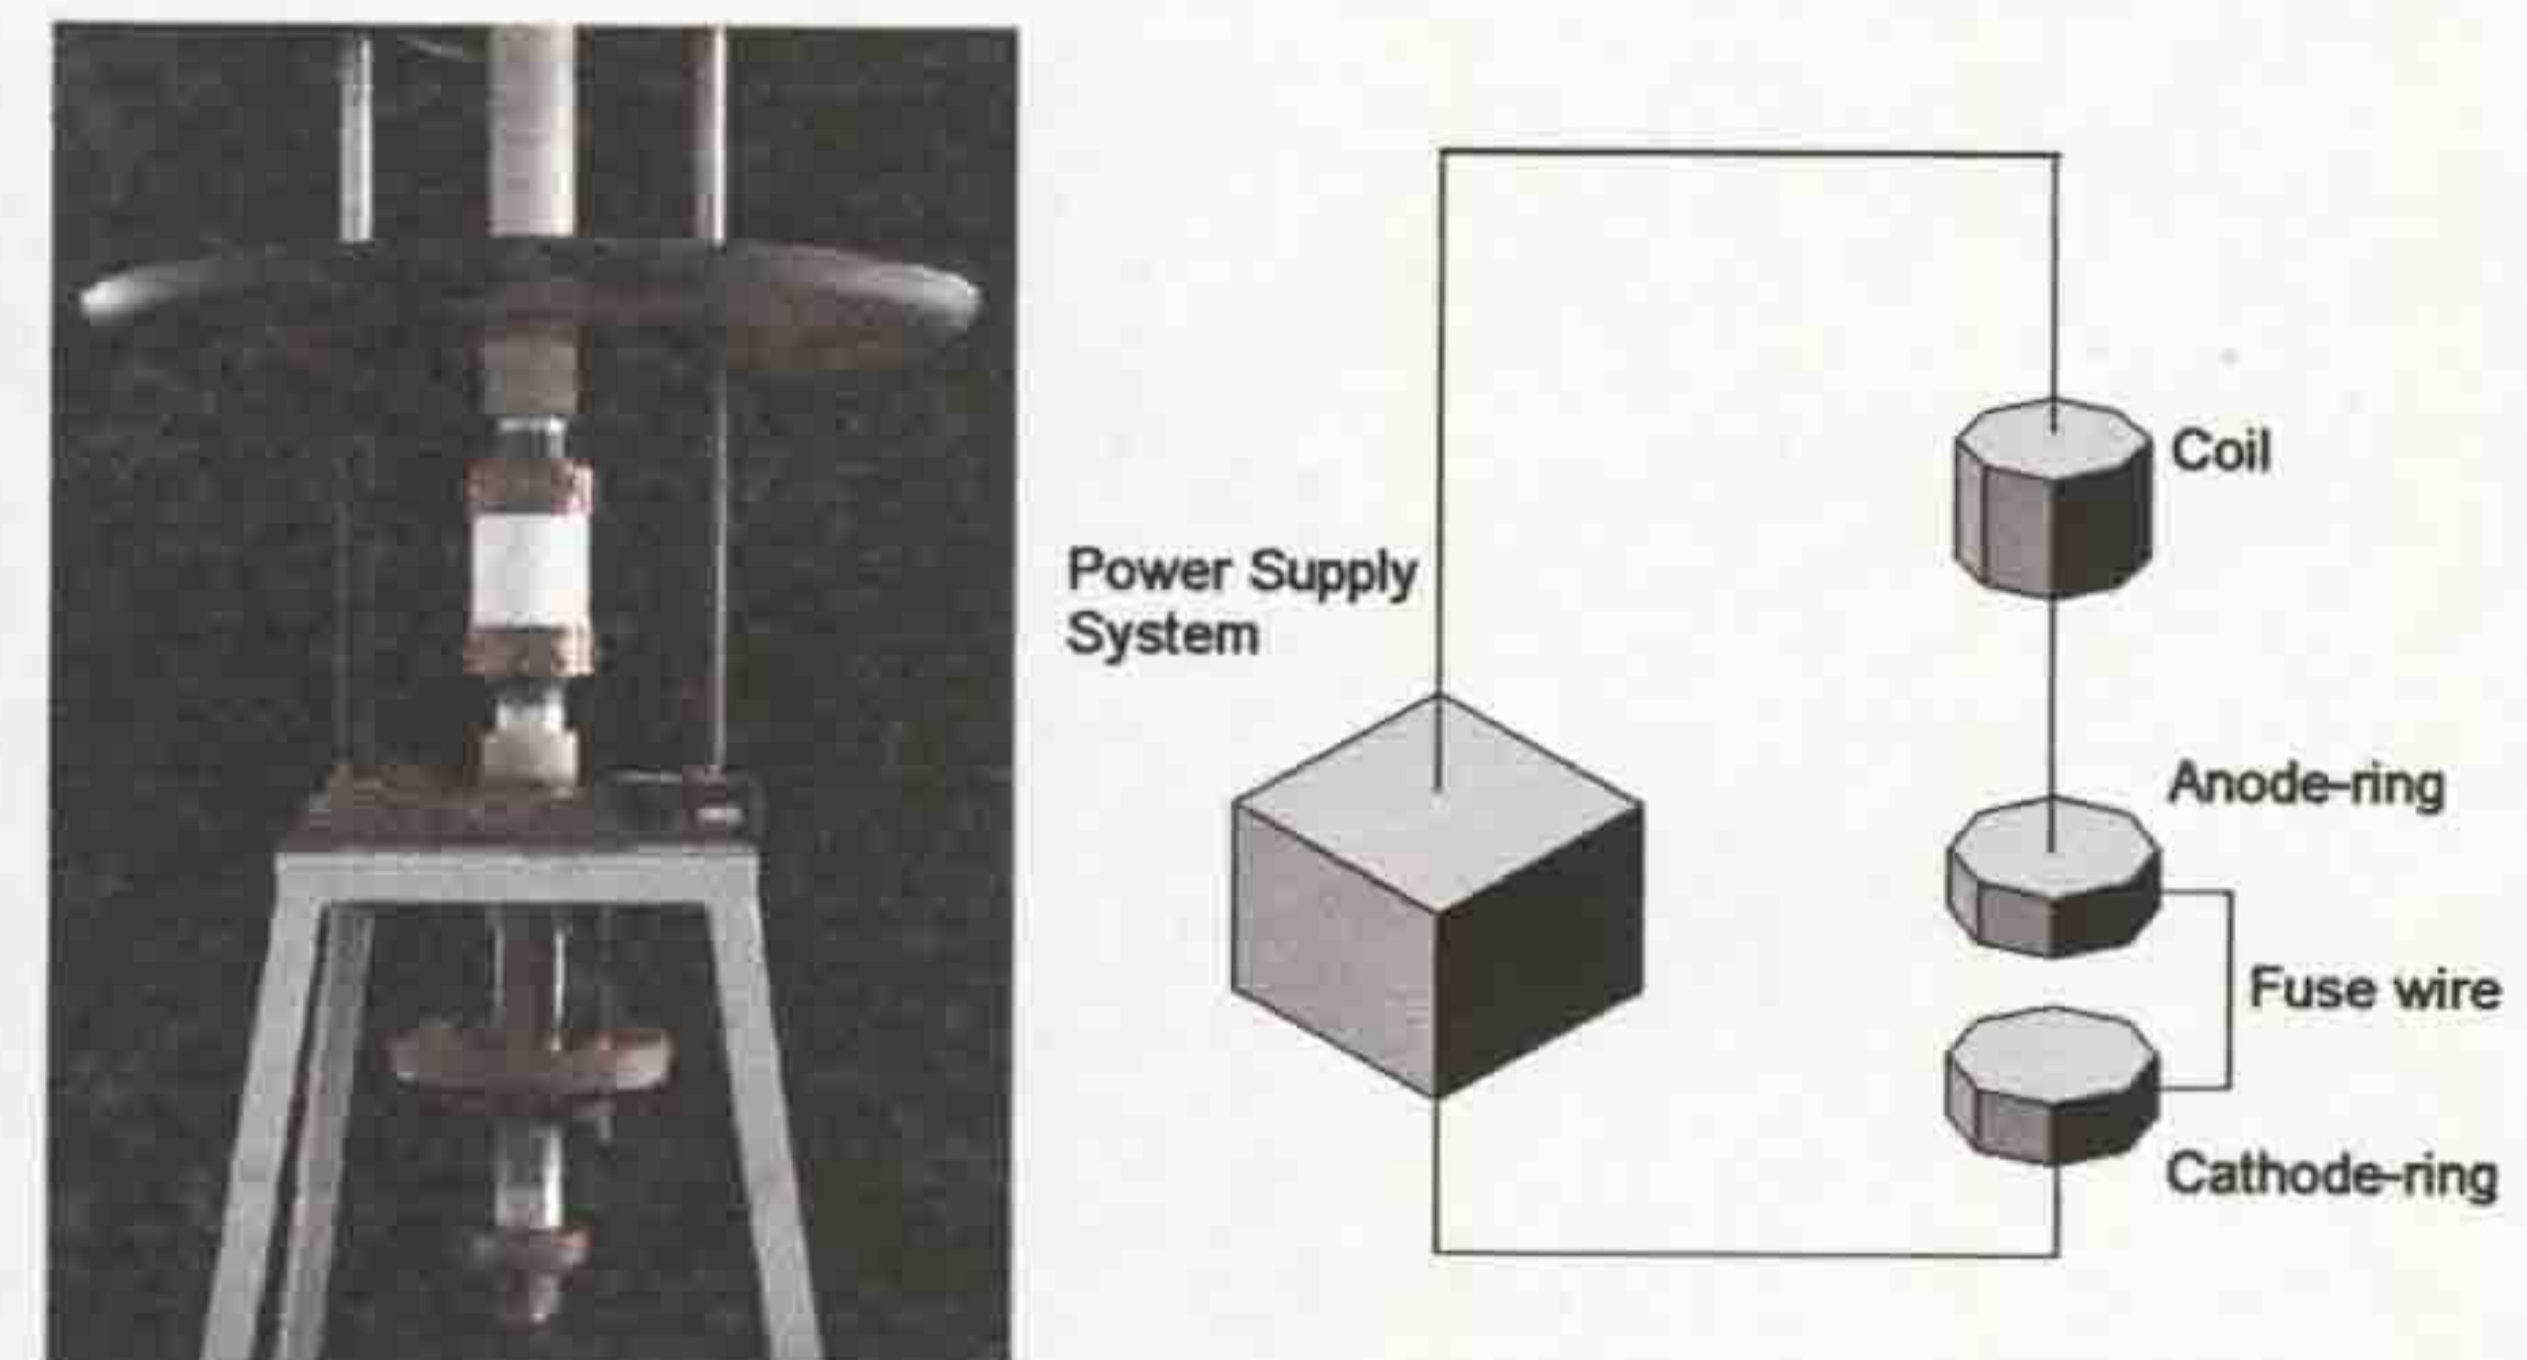 Coil
Power Supply
System
Anode-ring
Fuse wire
Cathode-ring